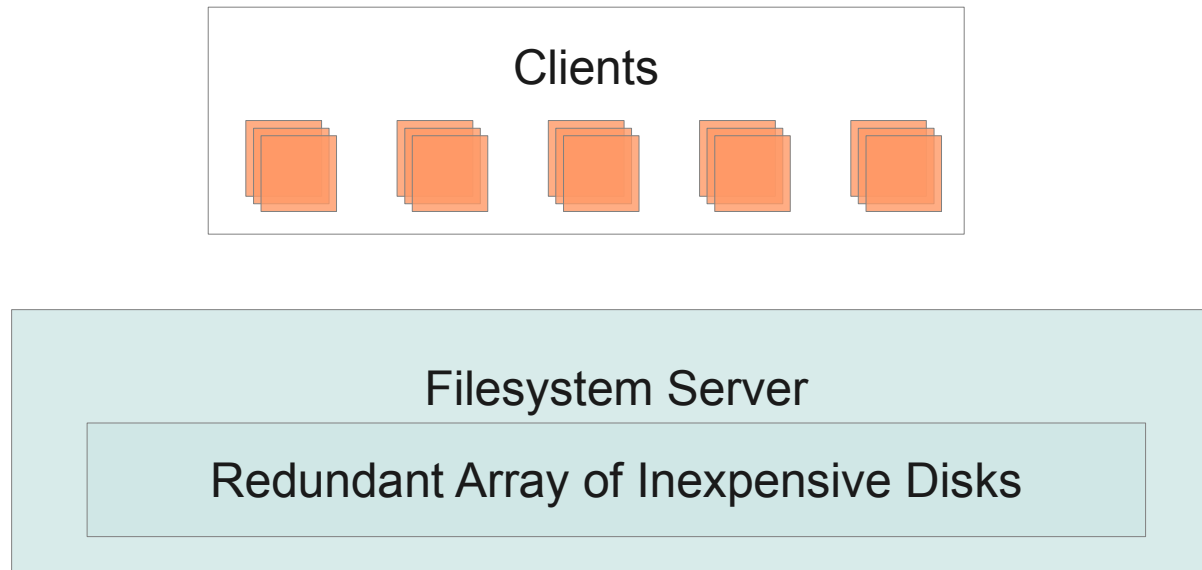 Clients
Filesystem Server
Redundant Array of Inexpensive Disks